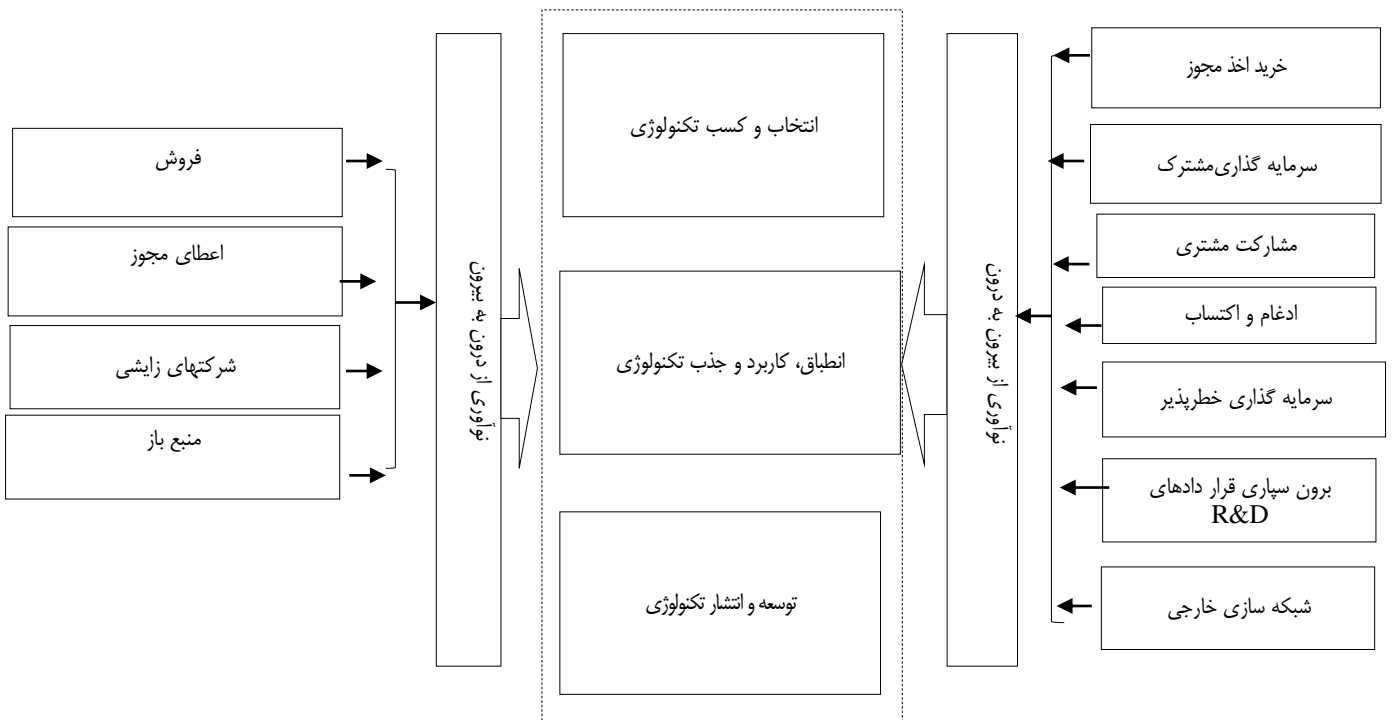 خرید اخذ مجوز
سرمایه گذاری مشترک
مشارکت مشتری
ادغام و اکتساب
سرمایه گذاری خطرپذیر
برون سپاری قرار دادهای
R&D
شبکه سازی خارجی
نوآوری از بیرون به درون
انتخاب و کسب تکنولوژی
انطباق، کاربرد و جذب تکنولوژی
توسعه و انتشار تکنولوژی
نوآوری از درون به بیرون
فروش
اعطای مجوز
شرکتهای زایشی
منبع باز